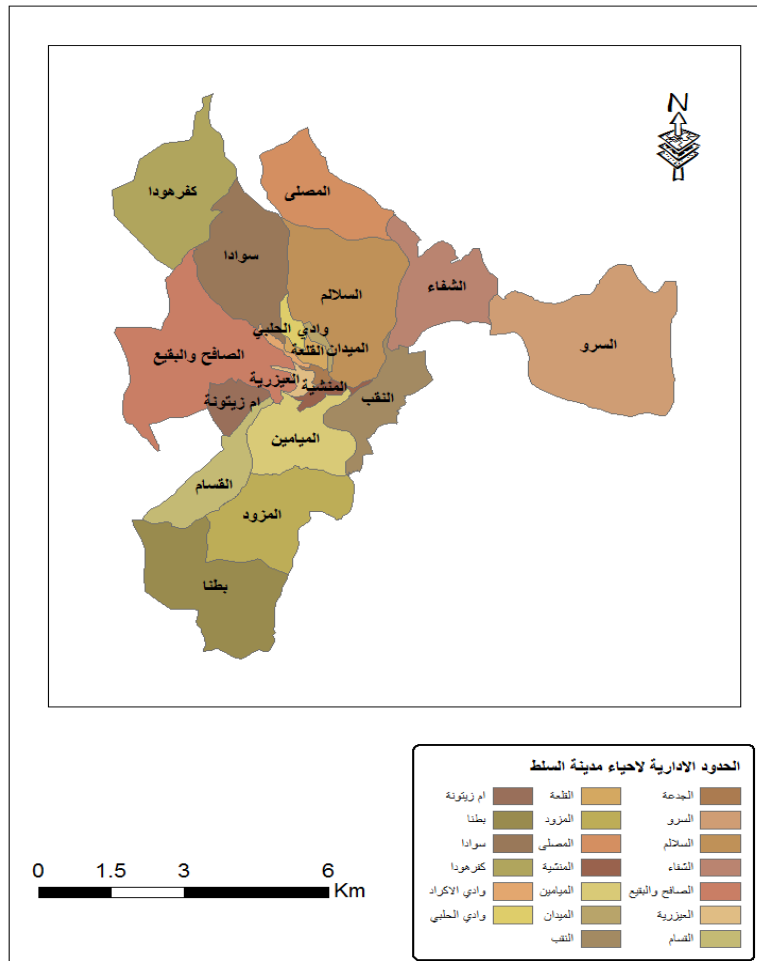 N
المصلى
كفرهودا
سوادا
السلالم
الشفاء
السرو
وادي الحلبي
الميدان
القلعة
الصافح والبقيع
العيزرية
المنشية
النقب
ام زيتونة
الميامين
القسام
المزود
بطنا
الحدود الادارية لاحياء مدينة السلط
الجدعة
القلعة
ام زيتونة
السرو
المزود
بطنا
السلالم
المصلى
سوادا
الشفاء
المنشية
كفرهودا
الصافح والبقيع
الميامين
وادي الاكراد
العيزرية
الميدان
وادي الحلبي
القسام
النقب
0 1.5 3 6
Km